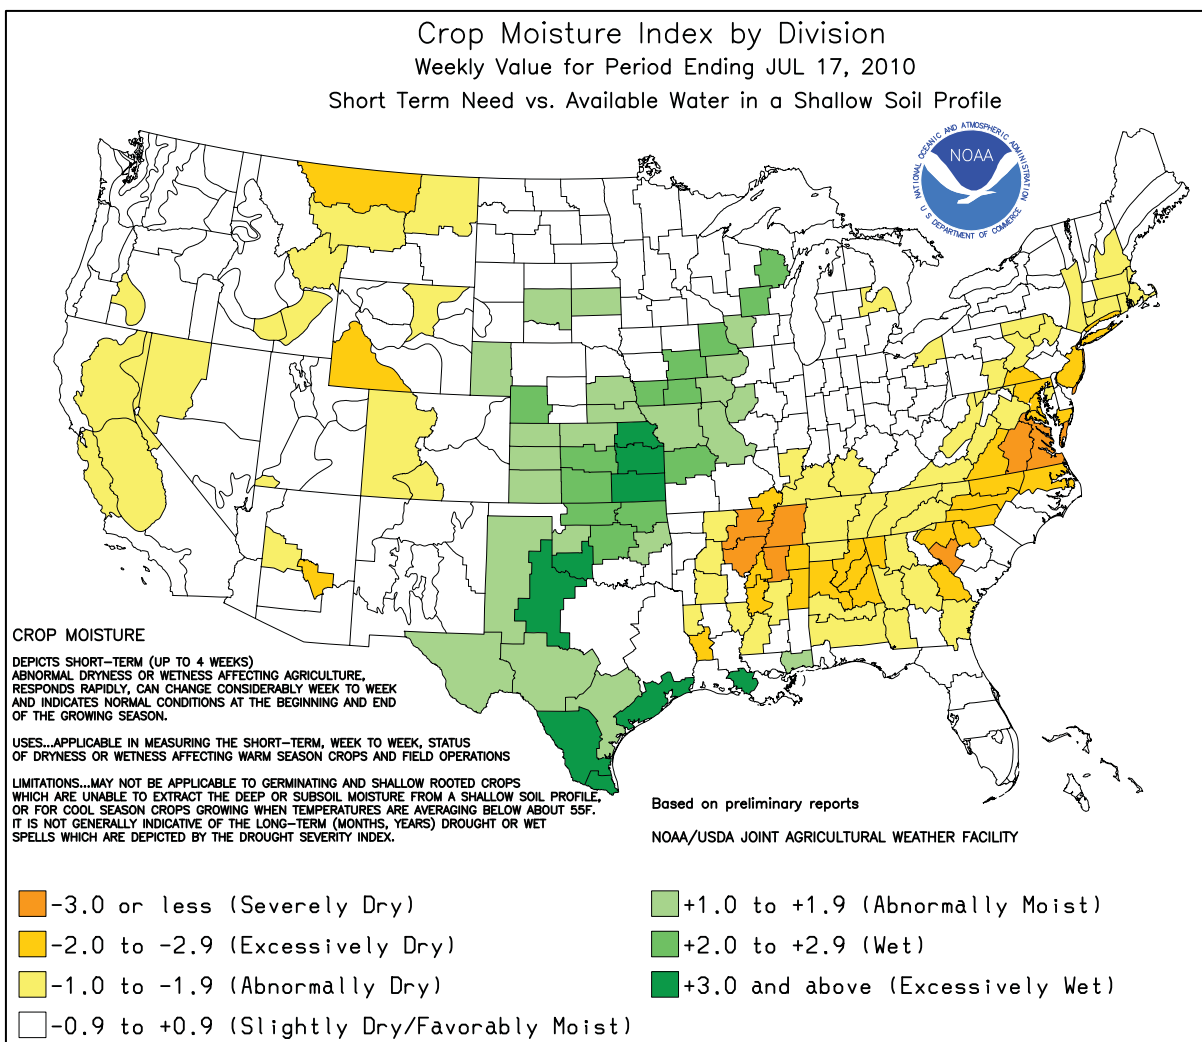 Crop Moisture Index by Division
Weekly Value for Period Ending JUL 17, 2010
Short Term Need vs. Available Water in a Shallow Soil Profile
NATIONAL OCEANIC AND ATMOSPHERIC ADMINISTRATION
NOAA
U.S. DEPARTMENT OF COMMERCE
CROP MOISTURE
DEPICTS SHORT-TERM (UP TO 4 WEEKS)
ABNORMAL DRYNESS OR WETNESS AFFECTING AGRICULTURE,
RESPONDS RAPIDLY, CAN CHANGE CONSIDERABLY WEEK TO WEEK
AND INDICATES NORMAL CONDITIONS AT THE BEGINNING AND END
OF THE GROWING SEASON.
USES...APPLICABLE IN MEASURING THE SHORT-TERM, WEEK TO WEEK, STATUS
OF DRYNESS OR WETNESS AFFECTING WARM SEASON CROPS AND FIELD OPERATIONS
LIMITATIONS...MAY NOT BE APPLICABLE TO GERMINATING AND SHALLOW ROOTED CROPS
WHICH ARE UNABLE TO EXTRACT THE DEEP OR SUBSOIL MOISTURE FROM A SHALLOW SOIL PROFILE,
OR FOR COOL SEASON CROPS GROWING WHEN TEMPERATURES ARE AVERAGING BELOW ABOUT 55F.
IT IS NOT GENERALLY INDICATIVE OF THE LONG-TERM (MONTHS, YEARS) DROUGHT OR WET
SPELLS WHICH ARE DEPICTED BY THE DROUGHT SEVERITY INDEX.
Based on preliminary reports
NOAA/USDA JOINT AGRICULTURAL WEATHER FACILITY
-3.0 or less (Severely Dry)
-2.0 to -2.9 (Excessively Dry)
-1.0 to -1.9 (Abnormally Dry)
-0.9 to +0.9 (Slightly Dry/Favorably Moist)
+1.0 to +1.9 (Abnormally Moist)
+2.0 to +2.9 (Wet)
+3.0 and above (Excessively Wet)